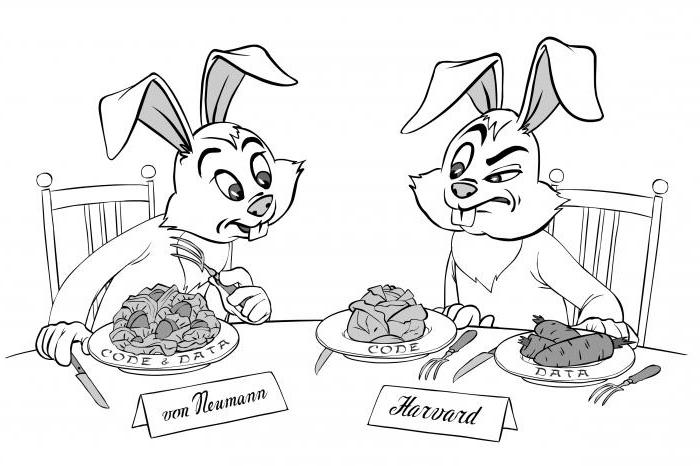 CODE & DATA
CODE
DATA
von Neumann
Harvard